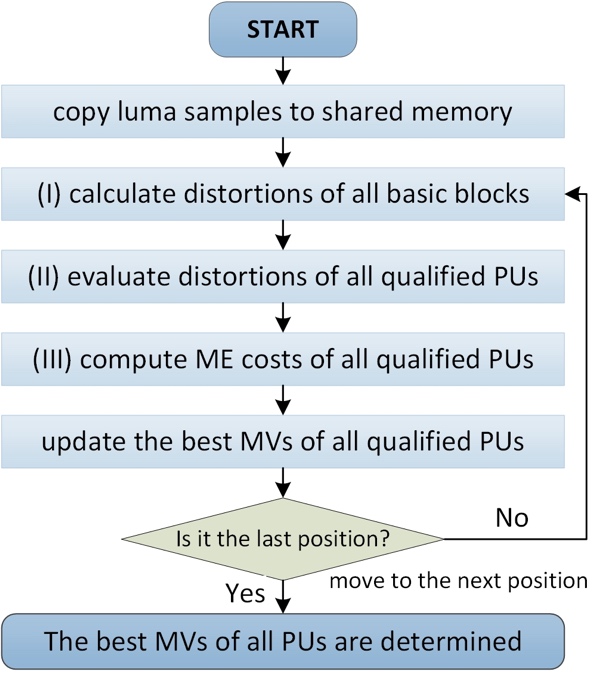 START
copy luma samples to shared memory
(I) calculate distortions of all basic blocks
(II) evaluate distortions of all qualified PUs
(III) compute ME costs of all qualified PUs
update the best MVs of all qualified PUs
Is it the last position?
No
move to the next position
Yes
The best MVs of all PUs are determined